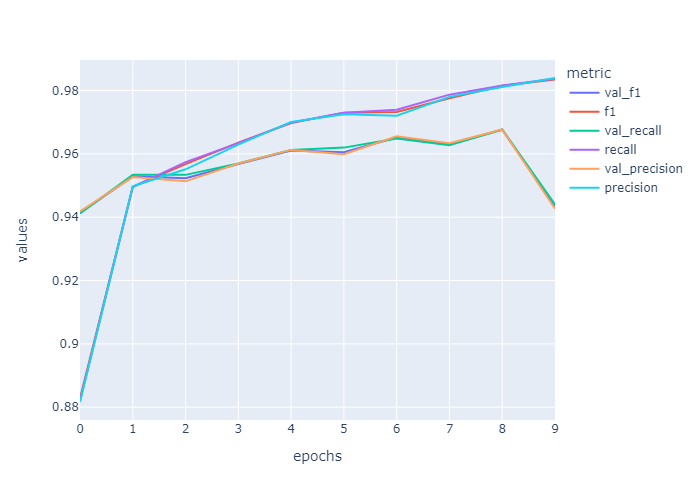 metric
val_f1
f1
val_recall
recall
val_precision
precision
values
0.98
0.96
0.94
0.92
0.9
0.88
0 1 2 3 4 5 6 7 8 9
epochs